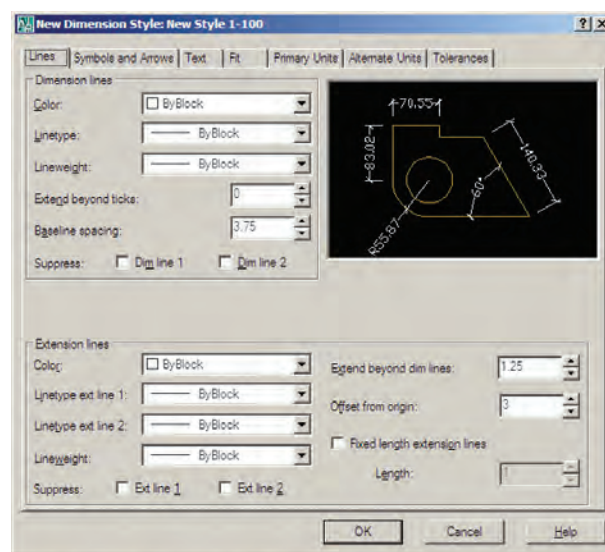 New Dimension Style: New Style 1-100
Lines Symbols and Arrows Text Fit Primary Units Alternate Units Tolerances
Dimension lines
Color: ByBlock
Linetype: ByBlock
Lineweight: ByBlock
Extend beyond ticks: 0
Baseline spacing: 3.75
Suppress: Dim line 1 Dim line 2
70.55
83.02
140.33
60°
R55.87
Extension lines
Color: ByBlock
Linetype ext line 1: ByBlock
Linetype ext line 2: ByBlock
Lineweight: ByBlock
Suppress: Ext line 1 Ext line 2
Extend beyond dim lines: 1.25
Offset from origin: 3
Fixed length extension lines
Length: 1
OK Cancel Help